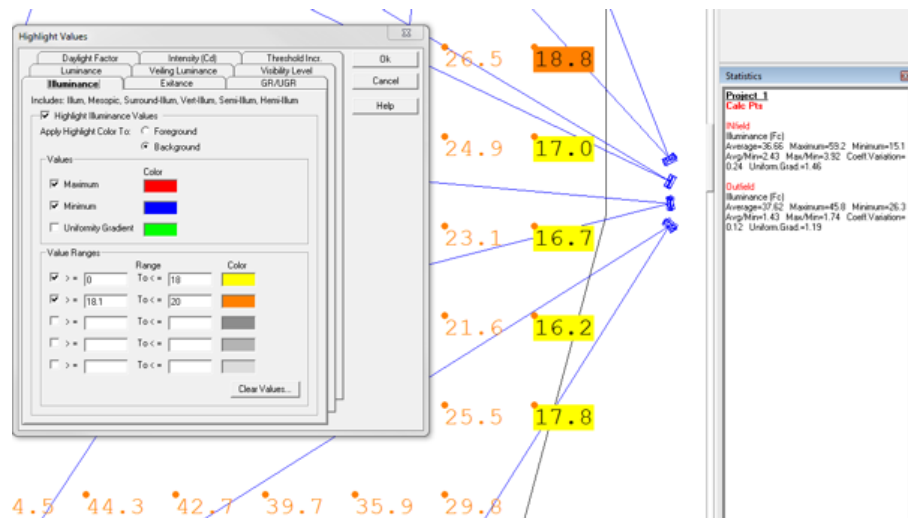 Highlight Values
Daylight Factor Intensity (Cd) Threshold Incr.
Luminance Veiling Luminance Visibility Level
Illuminance Exitance GR/UGR
Ok
Cancel
Help
Includes: Illum, Mesopic, Surround-Illum, Vert-Illum, Semi-Illum, Hemi-Illum
Highlight Illuminance Values
Apply Highlight Color To: Foreground
Background
Values
Color
Maximum
Minimum
Uniformity Gradient
Value Ranges
Range Color
> = 0 To < = 18
> = 18.1 To < = 20
> = To < =
> = To < =
> = To < =
Clear Values...
26.5 18.8
24.9 17.0
23.1 16.7
21.6 16.2
25.5 17.8
4.5 44.3 42.7 39.7 35.9 29.8
Statistics
Project_1
Calc Pts
INfield
Illuminance (Fc)
Average=36.66 Maximum=59.2 Minimum=15.1
Avg/Min=2.43 Max/Min=3.92 Coeff.Variation=
0.24 Uniform.Grad.=1.46
Outfield
Illuminance (Fc)
Average=37.62 Maximum=45.8 Minimum=26.3
Avg/Min=1.43 Max/Min=1.74 Coeff.Variation=
0.12 Uniform.Grad.=1.19